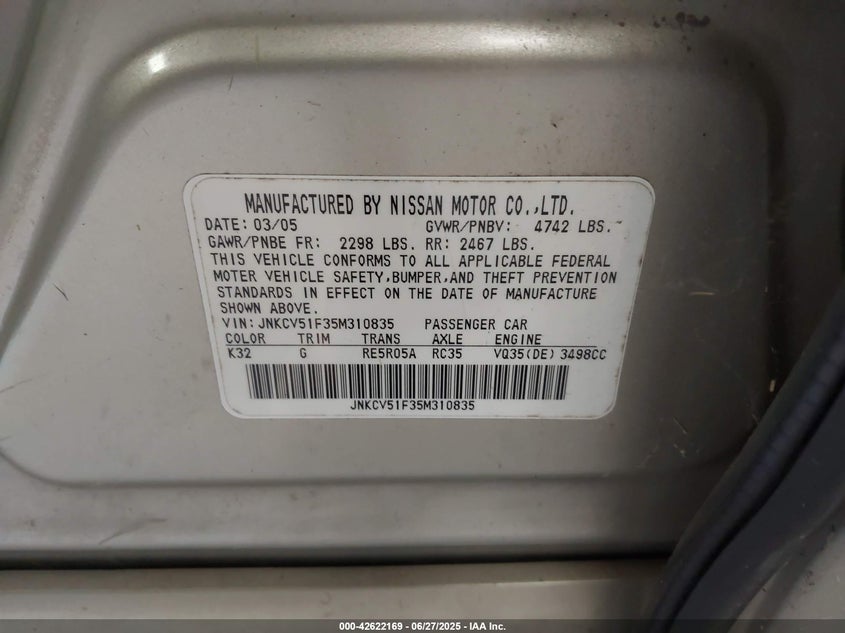 MANUFACTURED BY NISSAN MOTOR CO.,LTD.
DATE: 03/05 GVWR/PNBV: 4742 LBS.
GAWR/PNBE FR: 2298 LBS. RR: 2467 LBS.
THIS VEHICLE CONFORMS TO ALL APPLICABLE FEDERAL
MOTER VEHICLE SAFETY,BUMPER,AND THEFT PREVENTION
STANDARDS IN EFFECT ON THE DATE OF MANUFACTURE
SHOWN ABOVE.
VIN: JNKCV51F35M310835 PASSENGER CAR
COLOR TRIM TRANS AXLE ENGINE
K32 G RE5R05A RC35 VQ35(DE) 3498CC
JNKCV51F35M310835
000-42622169 - 06/27/2025 - IAA Inc.